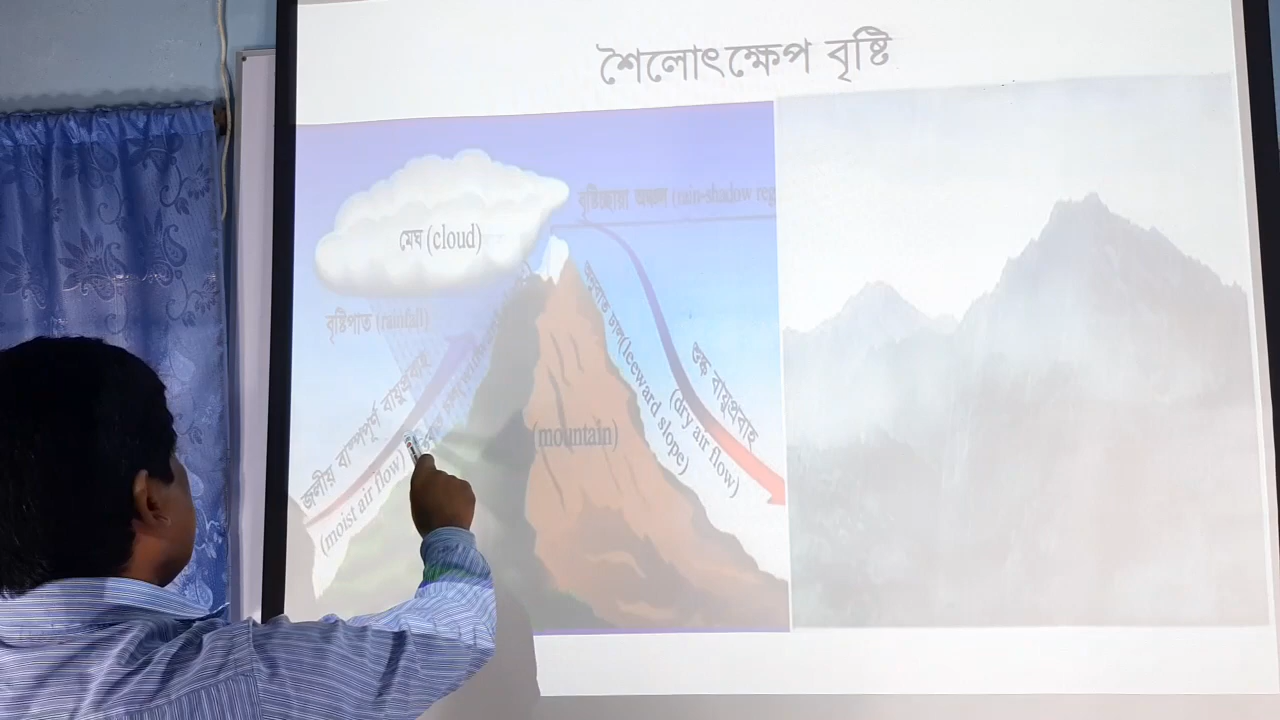 শৈলোৎক্ষেপ বৃষ্টি
বৃষ্টিচ্ছায়া অঞ্চল (rain-shadow reg
মেঘ (cloud)
বৃষ্টিপাত (rainfall)
জলীয় বাষ্পপূর্ণ বায়ুপ্রবাহ
(moist air flow)
ঢাল
(mountain)
অনুবাত ঢাল(leeward slope)
শুষ্ক বায়ুপ্রবাহ
(dry air flow)